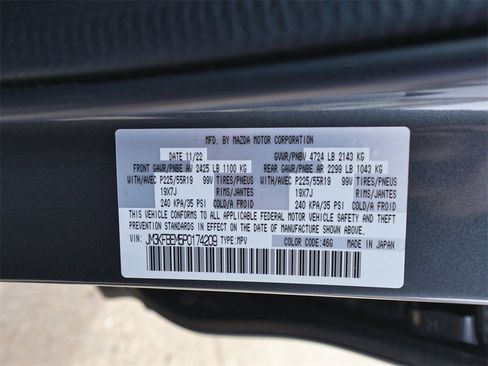 MFD. BY MAZDA MOTOR CORPORATION
DATE 11/22 GVWR/PNBV 4724 LB 2143 KG
FRONT GAWR/PNBE AV 2425 LB 1100 KG REAR GAWR/PNBE AR 2299 LB 1043 KG
WITH/AVEC P225/55R19 99V TIRES/PNEUS WITH/AVEC P225/55R19 99V TIRES/PNEUS
19X7J RIMS/JANTES 19X7J RIMS/JANTES
240 KPA/35 PSI COLD/A FROID 240 KPA/35 PSI COLD/A FROID
THIS VEHICLE CONFORMS TO ALL APPLICABLE FEDERAL MOTOR VEHICLE SAFETY AND THEFT
PREVENTION STANDARDS IN EFFECT ON THE DATE OF MANUFACTURE SHOWN ABOVE.
VIN: JM3KFBEM5P0174209 TYPE: MPV COLOR CODE: 46G MADE IN JAPAN